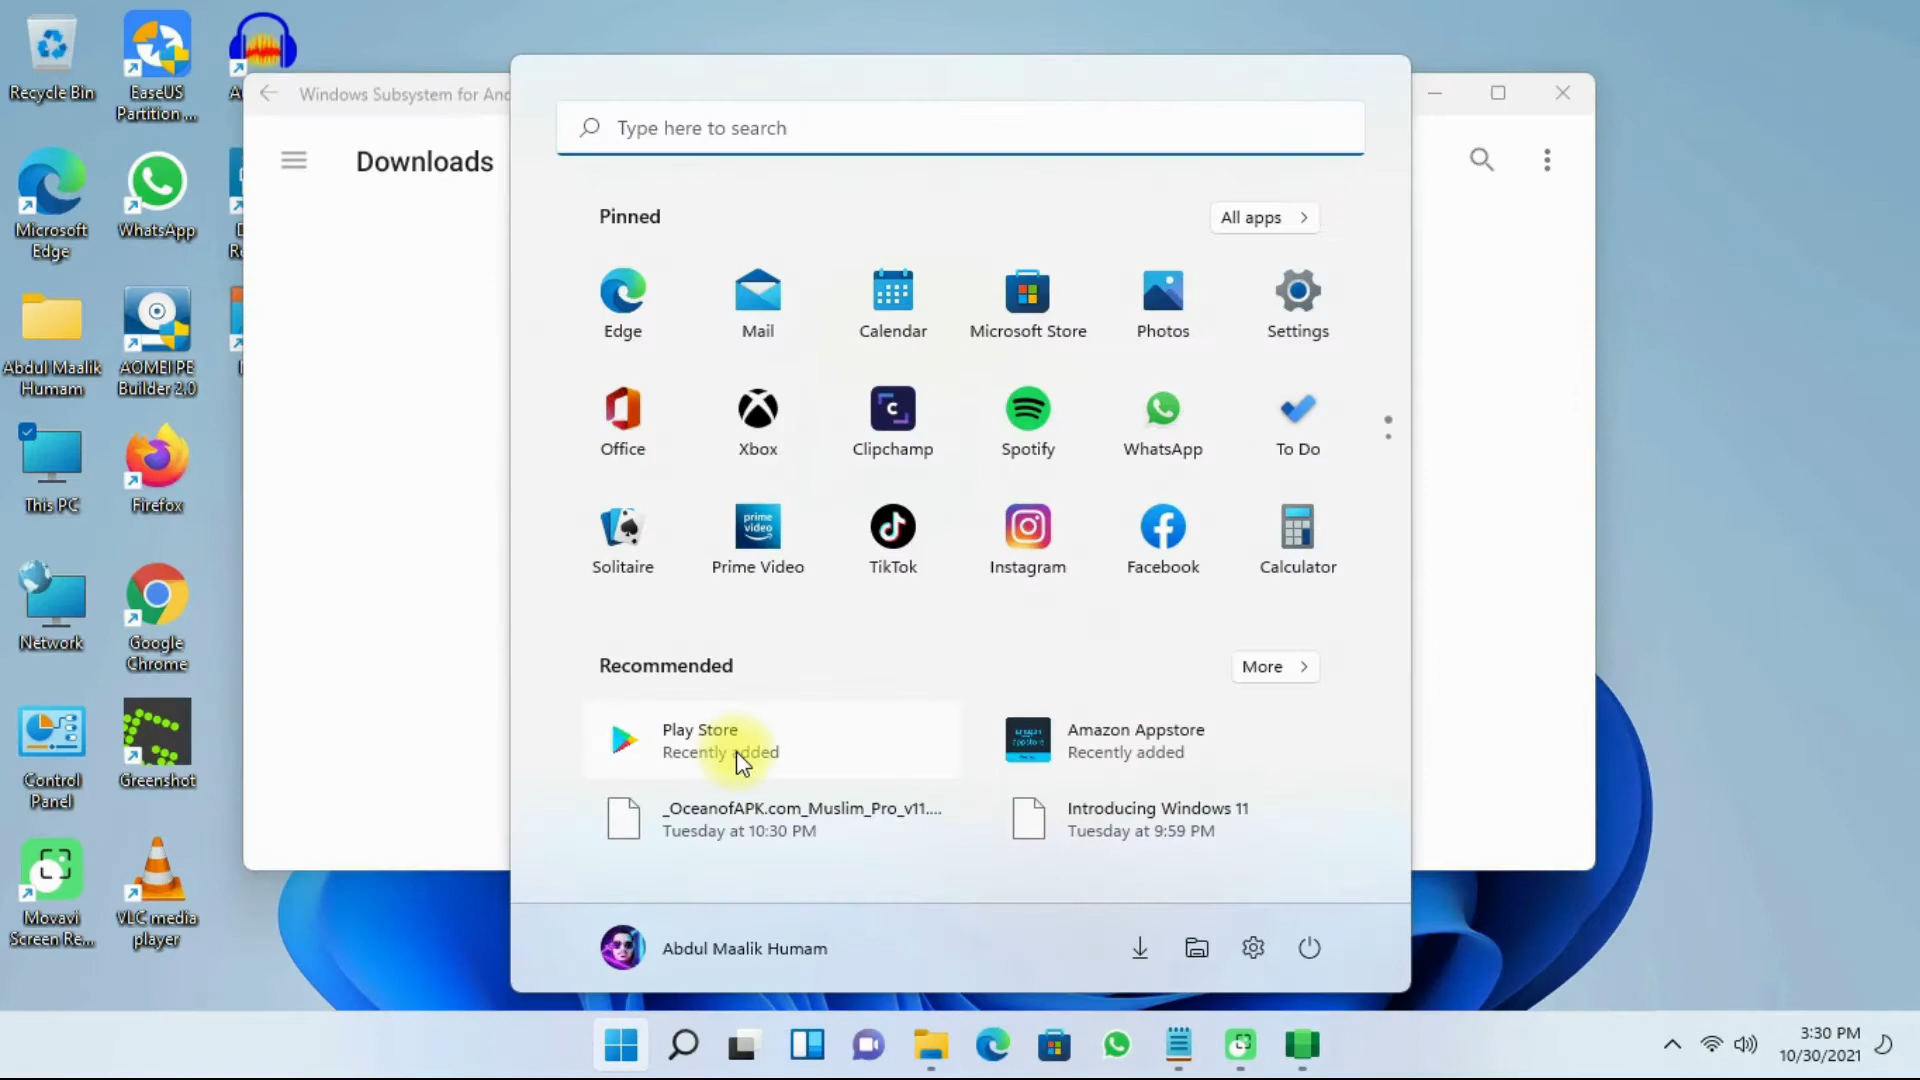 Recycle Bin
EaseUS
Partition ...
Microsoft
Edge
WhatsApp
Abdul Maalik
Humam
AOMEI PE
Builder 2.0
This PC
Firefox
Network
Google
Chrome
Control
Panel
Greenshot
Movavi
Screen Re...
VLC media
player
Windows Subsystem for
Downloads
Type here to search
Pinned
All apps
Edge
Mail
Calendar
Microsoft Store
Photos
Settings
Office
Xbox
Clipchamp
Spotify
WhatsApp
To Do
prime
video
Solitaire
Prime Video
TikTok
Instagram
Facebook
Calculator
Recommended
More
Play Store
Recently added
amazon
appstore
Amazon Appstore
Recently added
_OceanofAPK.com_Muslim_Pro_v11....
Tuesday at 10:30 PM
Introducing Windows 11
Tuesday at 9:59 PM
Abdul Maalik Humam
3:30 PM
10/30/2021